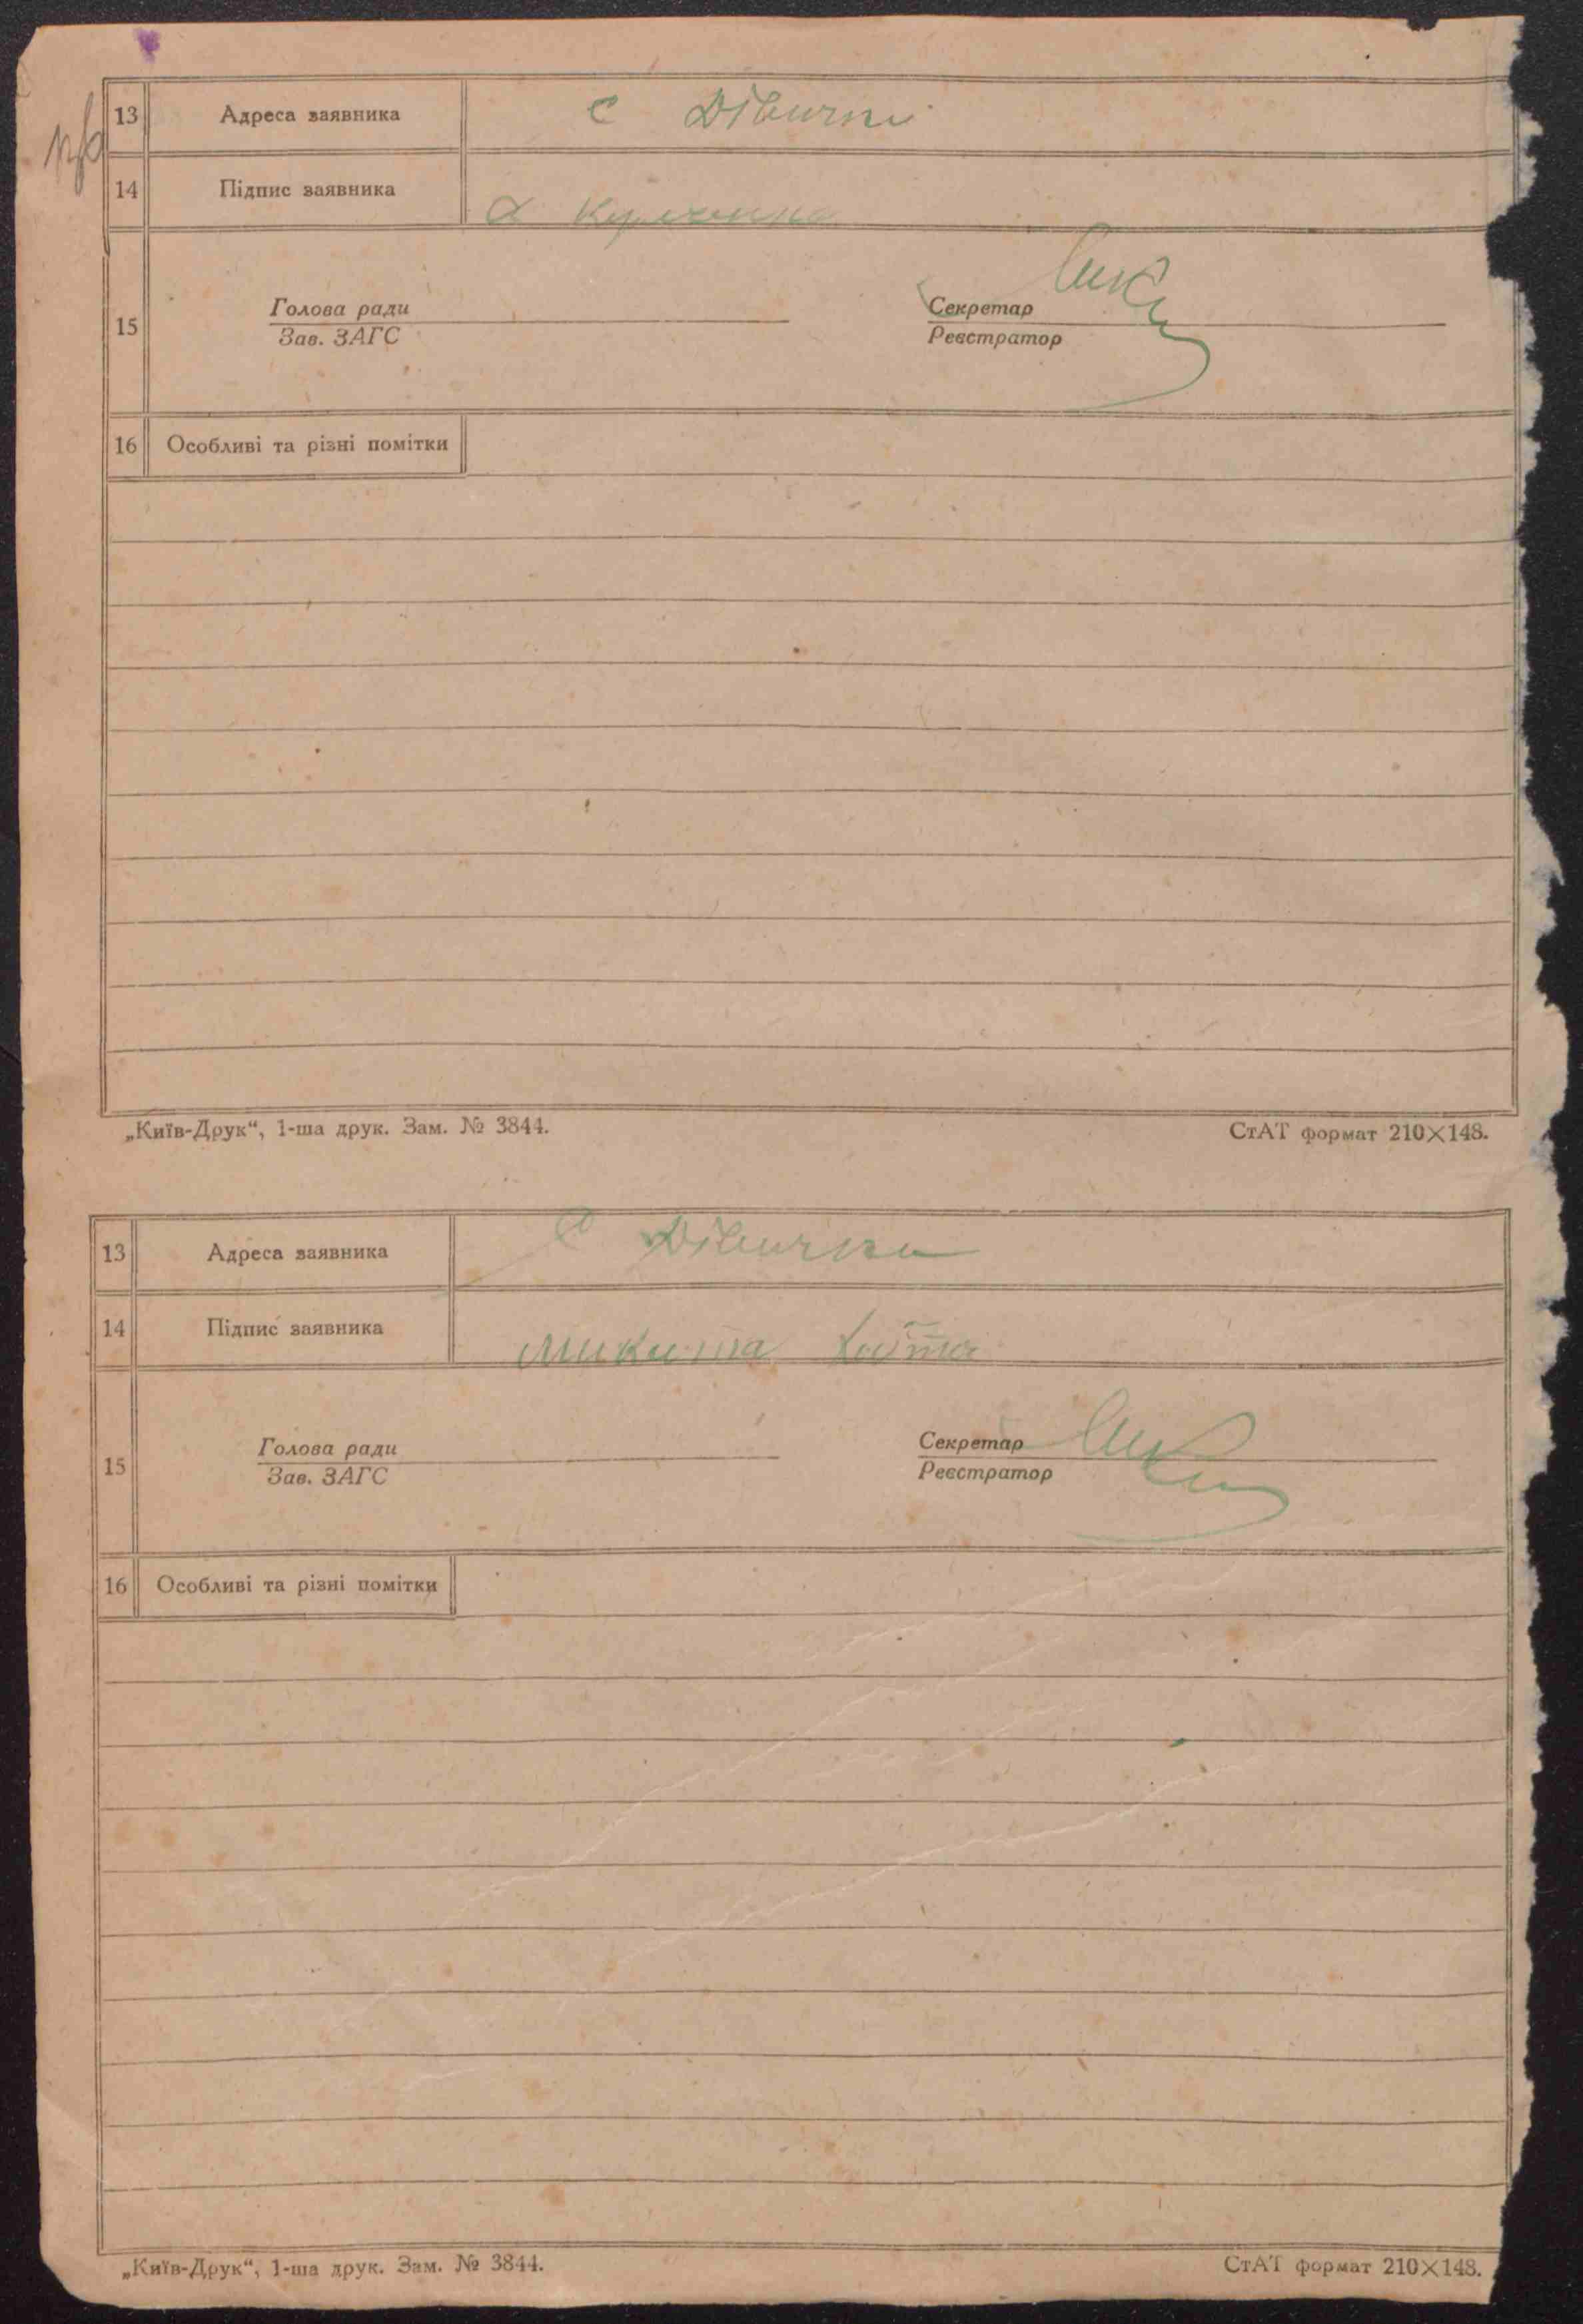 13 Адреса заявника с Дівички
14 Підпис заявника
15 Голова ради Секретар
Зав. ЗАГС Реєстратор
16 Особливі та різні помітки
„Київ-Друк“, 1-ша друк. Зам. № 3844. СтАТ формат 210×148.
13 Адреса заявника с Дівички
14 Підпис заявника Микита
15 Голова ради Секретар
Зав. ЗАГС Реєстратор
16 Особливі та різні помітки
„Київ-Друк“, 1-ша друк. Зам. № 3844. СтАТ формат 210×148.